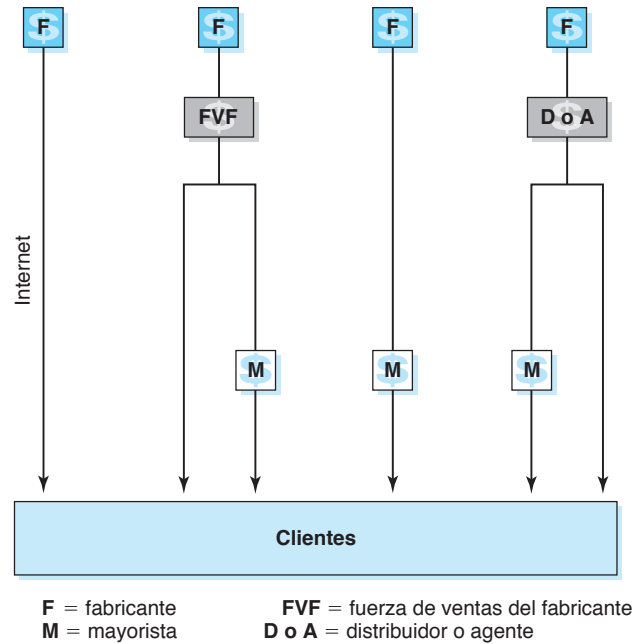 F F F F
FVF D o A
Internet
M M M
Clientes
F = fabricante FVF = fuerza de ventas del fabricante
M = mayorista D o A = distribuidor o agente